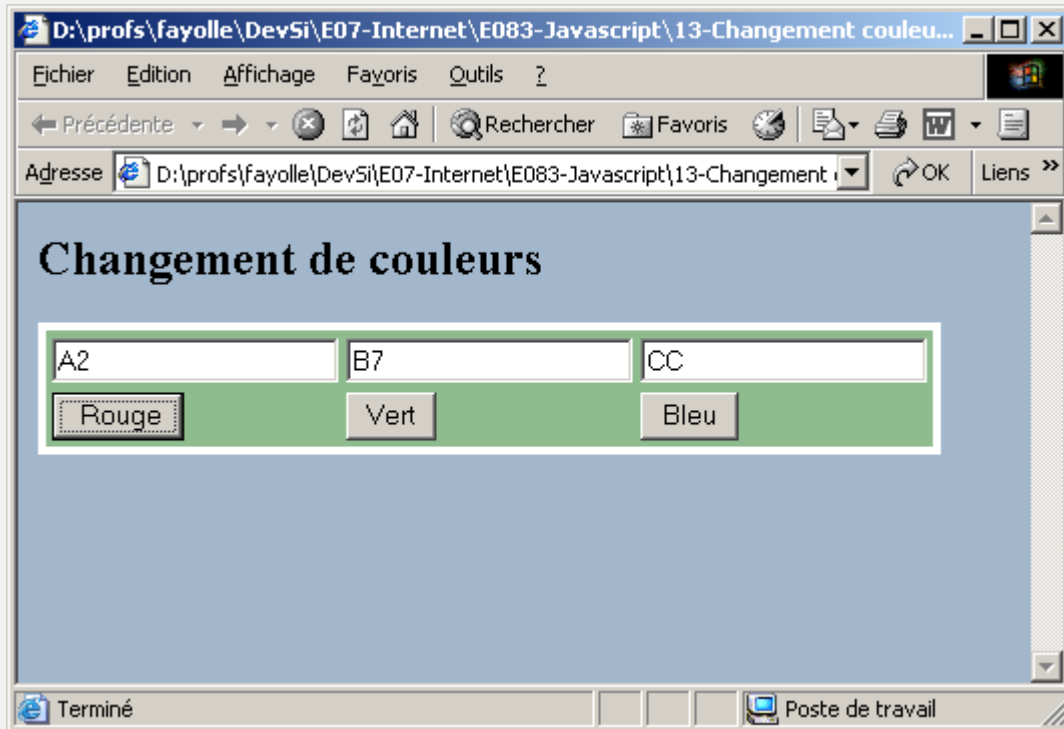 D:\profs\fayolle\DevSi\E07-Internet\E083-Javascript\13-Changement couleu...
Fichier Edition Affichage Favoris Outils ?
Précédente Rechercher Favoris W
Adresse D:\profs\fayolle\DevSi\E07-Internet\E083-Javascript\13-Changement OK Liens »
Changement de couleurs
A2 B7 CC
Rouge Vert Bleu
Terminé Poste de travail